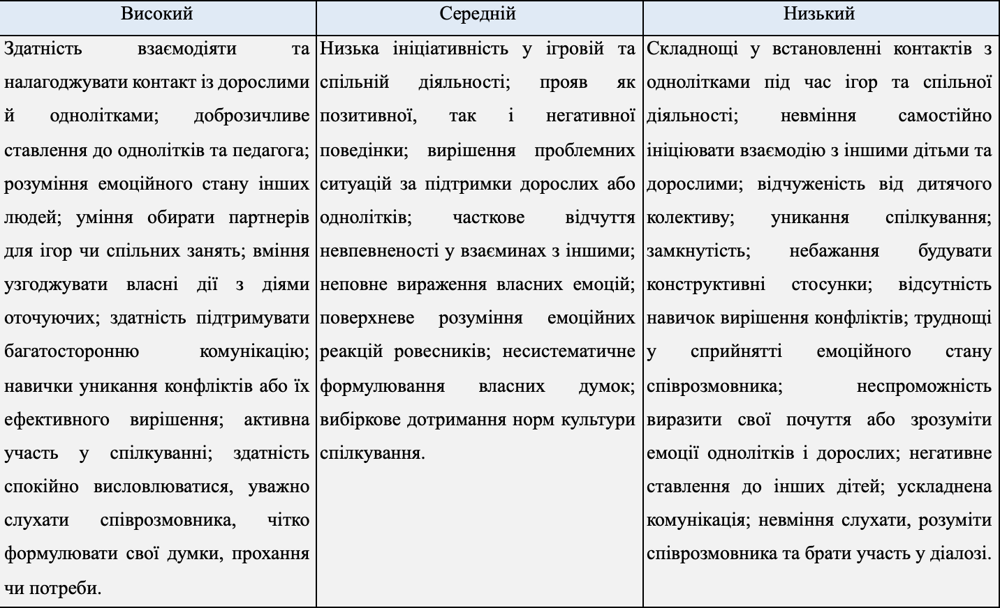 Високий
Середній
Низький
Здатність взаємодіяти та
налагоджувати контакт із дорослими
й однолітками; доброзичливе
ставлення до однолітків та педагога;
розуміння емоційного стану інших
людей; уміння обирати партнерів
для ігор чи спільних занять; вміння
узгоджувати власні дії з діями
оточуючих; здатність підтримувати
багатосторонню комунікацію;
навички уникання конфліктів або їх
ефективного вирішення; активна
участь у спілкуванні; здатність
спокійно висловлюватися, уважно
слухати співрозмовника, чітко
формулювати свої думки, прохання
чи потреби.
Низька ініціативність у ігровій та
спільній діяльності; прояв як
позитивної, так і негативної
поведінки; вирішення проблемних
ситуацій за підтримки дорослих або
однолітків; часткове відчуття
невпевненості у взаєминах з іншими;
неповне вираження власних емоцій;
поверхневе розуміння емоційних
реакцій ровесників; несистематичне
формулювання власних думок;
вибіркове дотримання норм культури
спілкування.
Складнощі у встановленні контактів з
однолітками під час ігор та спільної
діяльності; невміння самостійно
ініціювати взаємодію з іншими дітьми та
дорослими; відчуженість від дитячого
колективу; уникання спілкування;
замкнутість; небажання будувати
конструктивні стосунки; відсутність
навичок вирішення конфліктів; труднощі
у сприйнятті емоційного стану
співрозмовника; неспроможність
виразити свої почуття або зрозуміти
емоції однолітків і дорослих; негативне
ставлення до інших дітей; ускладнена
комунікація; невміння слухати, розуміти
співрозмовника та брати участь у діалозі.